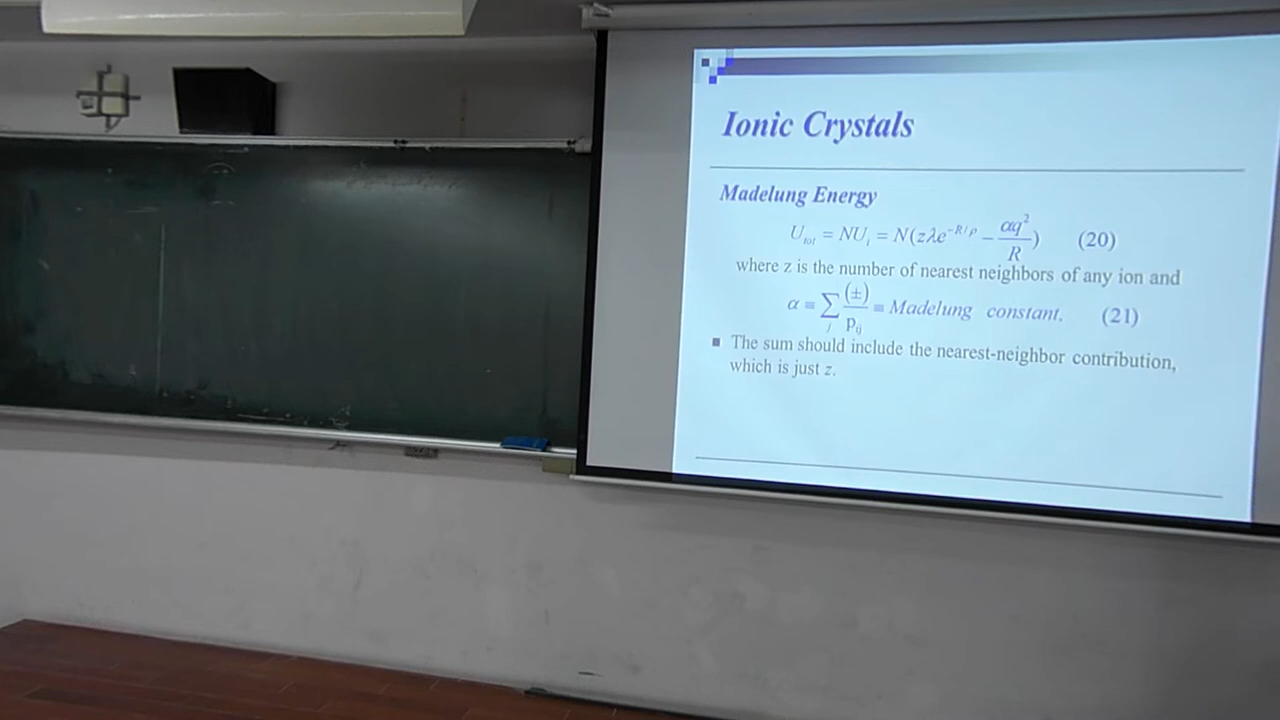 Ionic Crystals
Madelung Energy
U_tot = NU_i = N(zλe^{-R/ρ} - αq²/R) (20)
where z is the number of nearest neighbors of any ion and
α ≡ ∑_j (±)/p_ij ≡ Madelung constant. (21)
■ The sum should include the nearest-neighbor contribution,
which is just z.